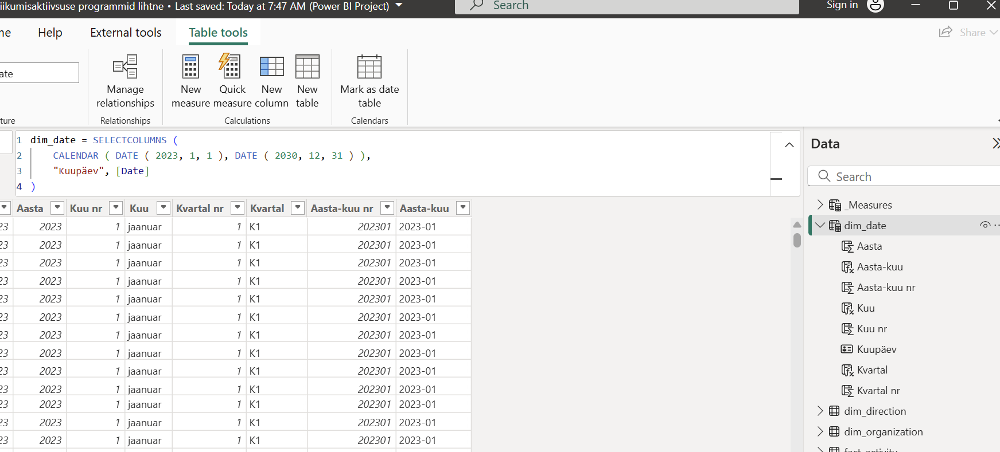 iikumisaktiivsuse programmid lihtne • Last saved: Today at 7:47 AM (Power BI Project)
Search
Sign in
me
Help
External tools
Table tools
Share
ate
Manage relationships
New measure
Quick measure
New column
New table
Mark as date table
ture
Relationships
Calculations
Calendars
1 dim_date = SELECTCOLUMNS (
2 CALENDAR ( DATE ( 2023, 1, 1 ), DATE ( 2030, 12, 31 ) ),
3 "Kuupäev", [Date]
4 )
Aasta Kuu nr Kuu Kvartal nr Kvartal Aasta-kuu nr Aasta-kuu
23 2023 1 jaanuar 1 K1 202301 2023-01
23 2023 1 jaanuar 1 K1 202301 2023-01
23 2023 1 jaanuar 1 K1 202301 2023-01
23 2023 1 jaanuar 1 K1 202301 2023-01
23 2023 1 jaanuar 1 K1 202301 2023-01
23 2023 1 jaanuar 1 K1 202301 2023-01
23 2023 1 jaanuar 1 K1 202301 2023-01
23 2023 1 jaanuar 1 K1 202301 2023-01
23 2023 1 jaanuar 1 K1 202301 2023-01
23 2023 1 jaanuar 1 K1 202301 2023-01
23 2023 1 jaanuar 1 K1 202301 2023-01
23 2023 1 jaanuar 1 K1 202301 2023-01
23 2023 1 jaanuar 1 K1 202301 2023-01
Data
Search
_Measures
dim_date
Aasta
Aasta-kuu
Aasta-kuu nr
Kuu
Kuu nr
Kuupäev
Kvartal
Kvartal nr
dim_direction
dim_organization
fact_activity